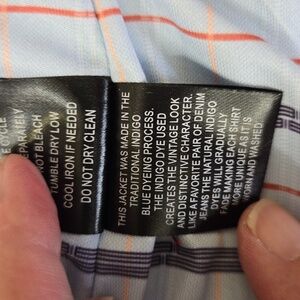 CYCLE
SEPARATELY
NOT BLEACH
TUMBLE DRY LOW
COOL IRON IF NEEDED
DO NOT DRY CLEAN
THIS JACKET WAS MADE IN THE
TRADITIONAL INDIGO
BLUE DYEING PROCESS.
THE INDIGO DYE USED
CREATES THE VINTAGE LOOK
AND DISTINCTIVE CHARACTER.
LIKE A FAVORITE PAIR OF DENIM
JEANS THE NATURAL INDIGO
DYES WILL GRADUALLY
FADE MAKING EACH SHIRT
MORE UNIQUE AS IT IS
WORN AND WASHED